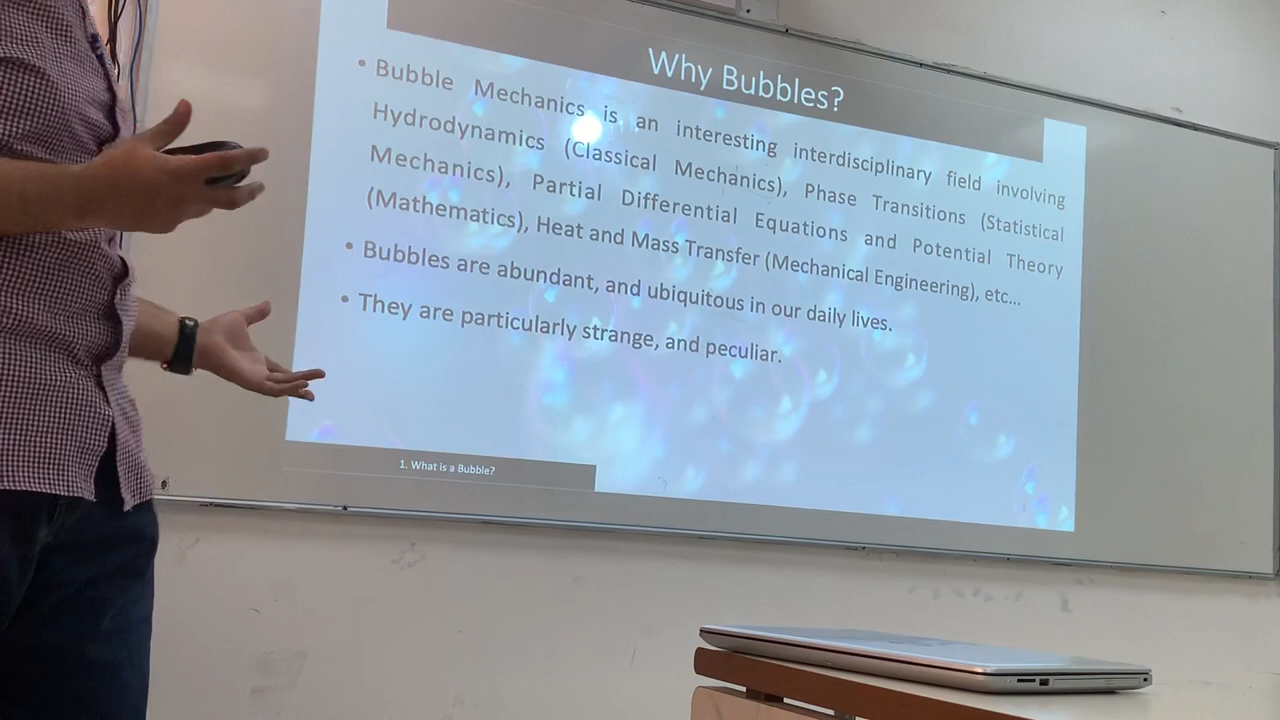 Why Bubbles?
• Bubble Mechanics is an interesting interdisciplinary field involving
Hydrodynamics (Classical Mechanics), Phase Transitions (Statistical
Mechanics), Partial Differential Equations and Potential Theory
(Mathematics), Heat and Mass Transfer (Mechanical Engineering), etc...
• Bubbles are abundant, and ubiquitous in our daily lives.
• They are particularly strange, and peculiar.
1. What is a Bubble?